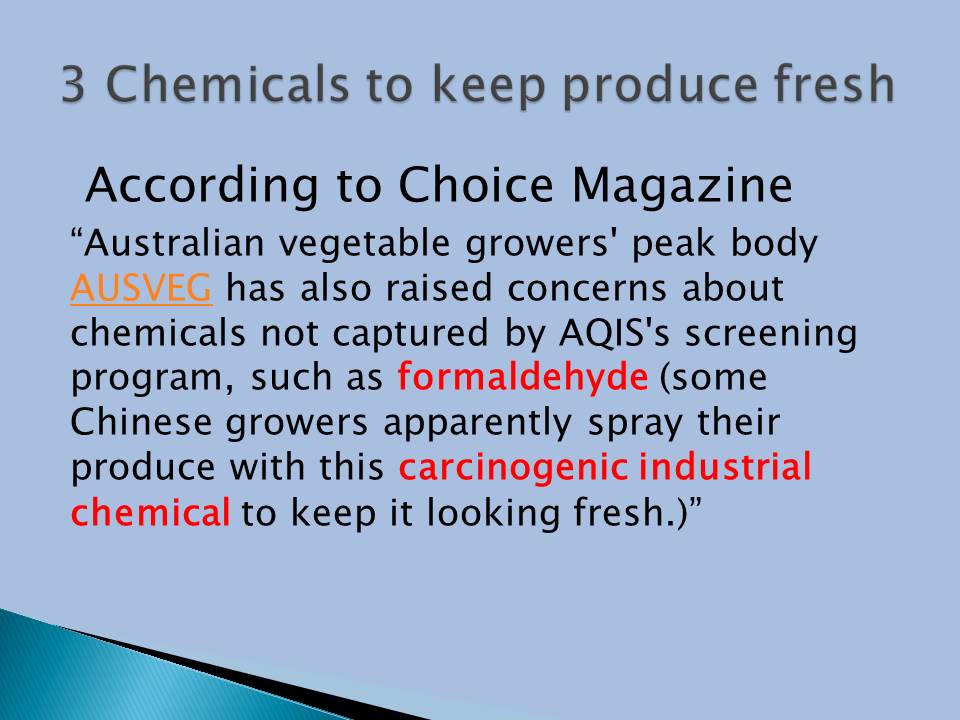 3 Chemicals to keep produce fresh
According to Choice Magazine
“Australian vegetable growers' peak body
AUSVEG has also raised concerns about
chemicals not captured by AQIS's screening
program, such as formaldehyde (some
Chinese growers apparently spray their
produce with this carcinogenic industrial
chemical to keep it looking fresh.)”